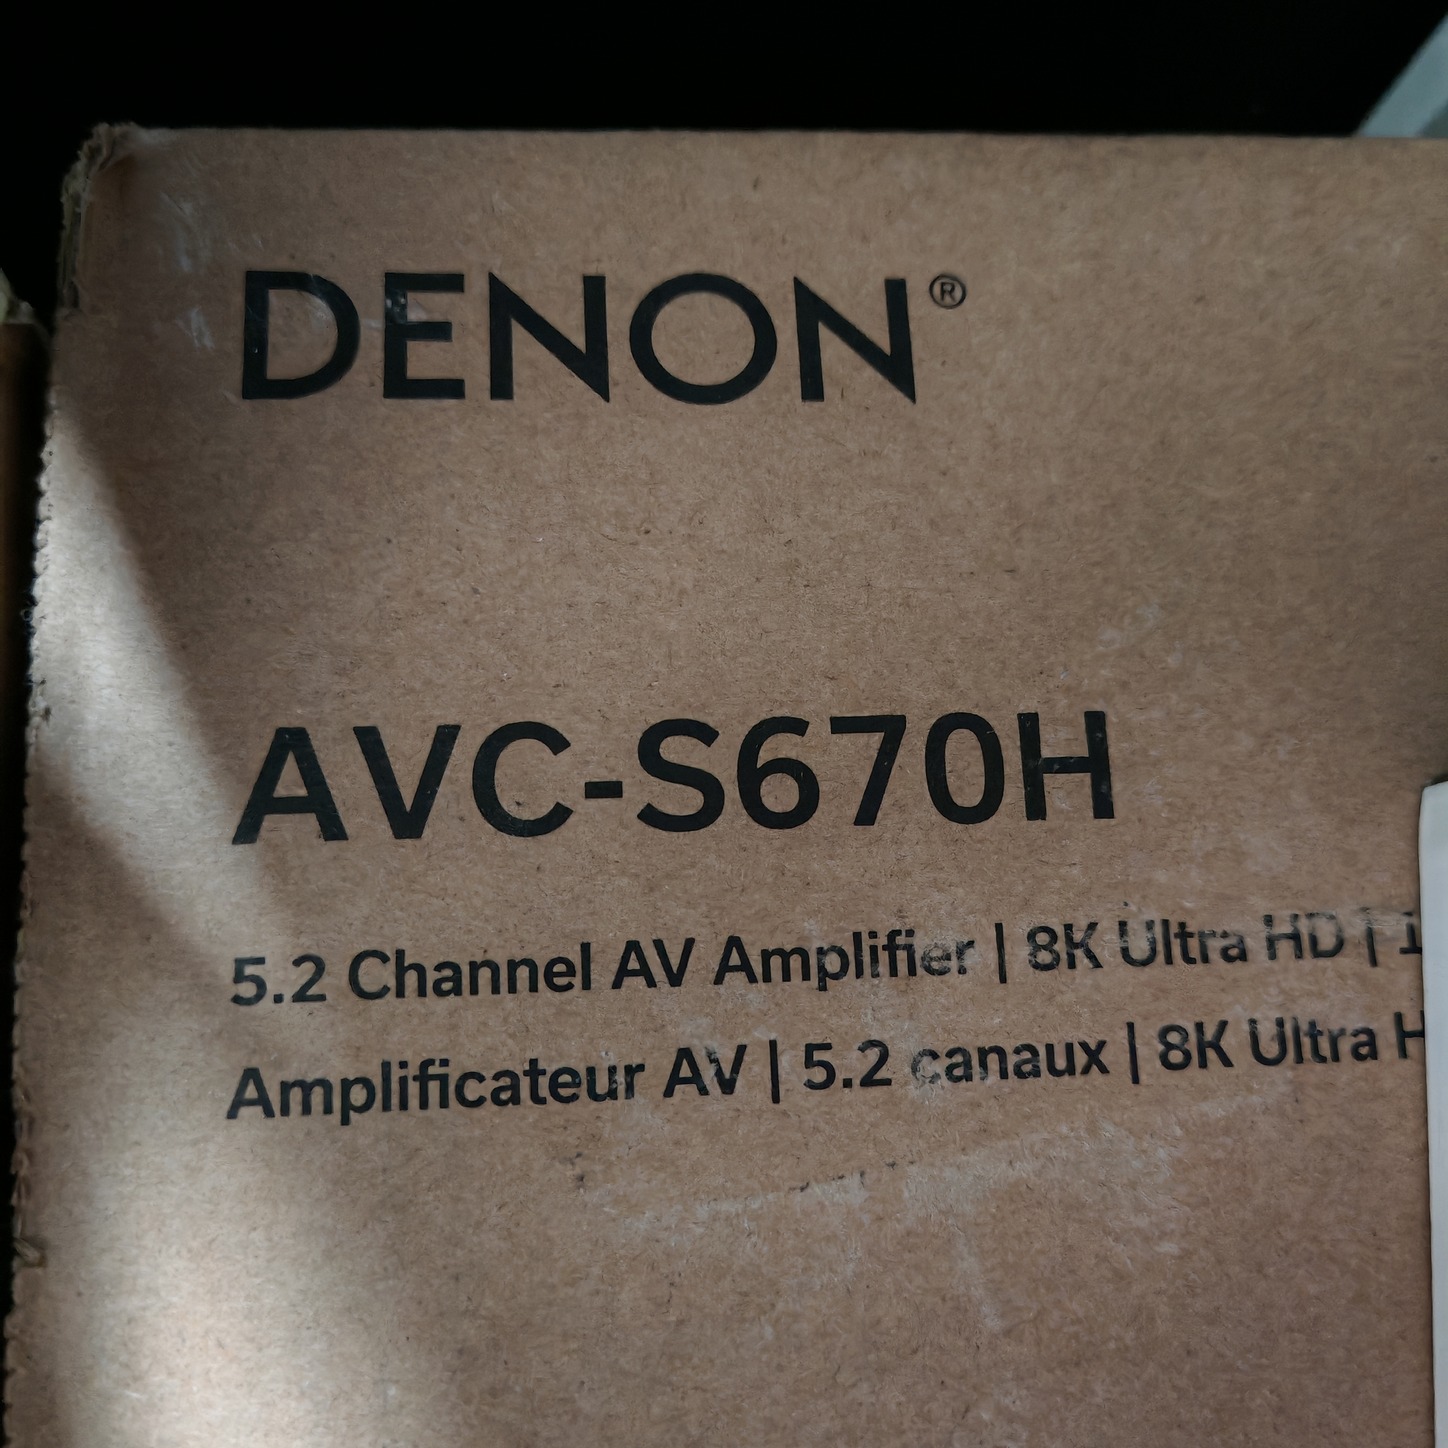 DENON®
AVC-S670H
5.2 Channel AV Amplifier | 8K Ultra HD |
Amplificateur AV | 5.2 canaux | 8K Ultra